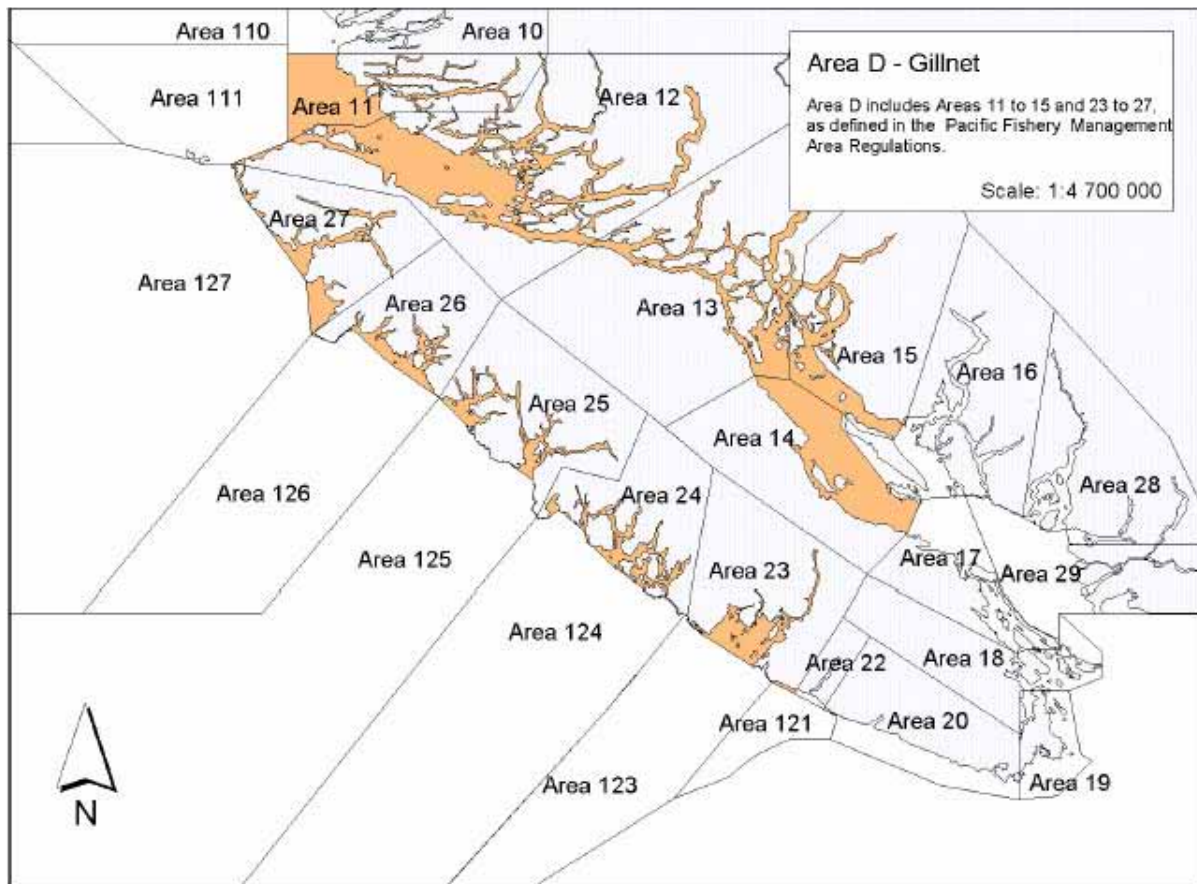 Area 110
Area 10
Area 111
Area 11
Area 12
Area D - Gillnet
Area D includes Areas 11 to 15 and 23 to 27,
as defined in the Pacific Fishery Management
Area Regulations.
Scale: 1:4 700 000
Area 27
Area 127
Area 26
Area 13
Area 15
Area 16
Area 25
Area 14
Area 126
Area 24
Area 28
Area 125
Area 23
Area 17
Area 29
Area 124
Area 22
Area 18
Area 121
Area 20
Area 123
Area 19
N